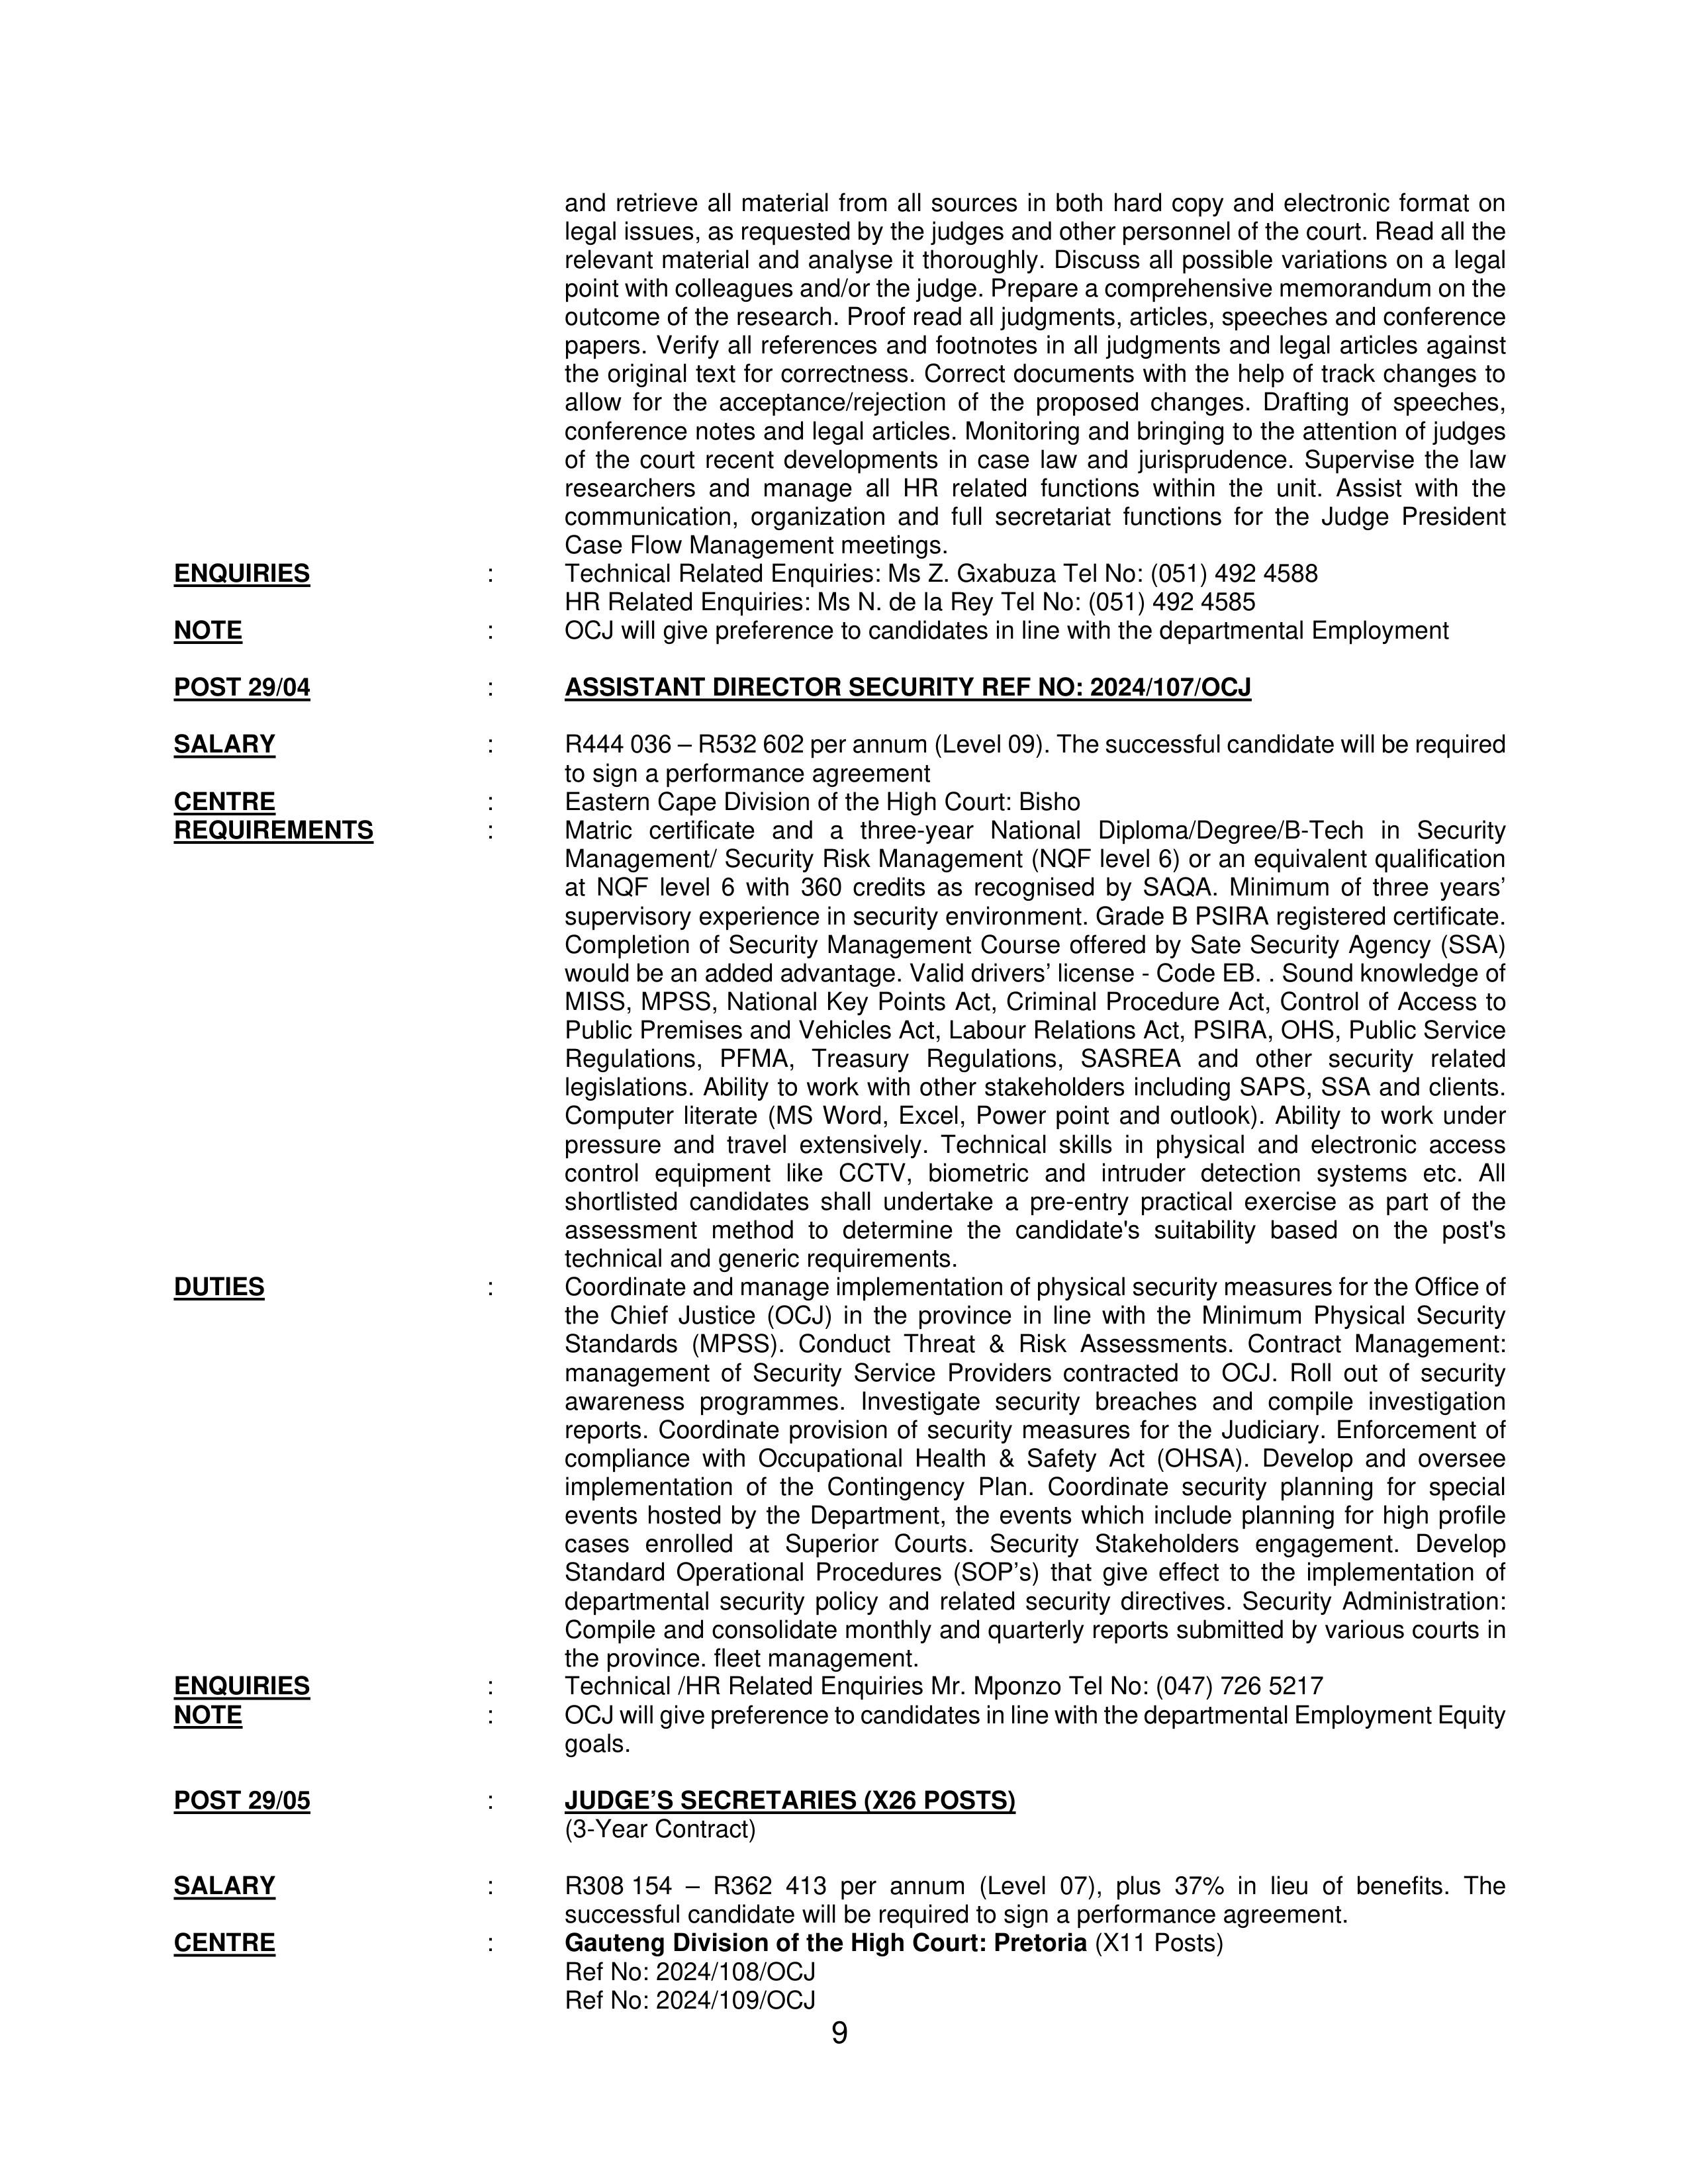 and retrieve all material from all sources in both hard copy and electronic format on
legal issues, as requested by the judges and other personnel of the court. Read all the
relevant material and analyse it thoroughly. Discuss all possible variations on a legal
point with colleagues and/or the judge. Prepare a comprehensive memorandum on the
outcome of the research. Proof read all judgments, articles, speeches and conference
papers. Verify all references and footnotes in all judgments and legal articles against
the original text for correctness. Correct documents with the help of track changes to
allow for the acceptance/rejection of the proposed changes. Drafting of speeches,
conference notes and legal articles. Monitoring and bringing to the attention of judges
of the court recent developments in case law and jurisprudence. Supervise the law
researchers and manage all HR related functions within the unit. Assist with the
communication, organization and full secretariat functions for the Judge President
Case Flow Management meetings.
ENQUIRIES : Technical Related Enquiries: Ms Z. Gxabuza Tel No: (051) 492 4588
HR Related Enquiries: Ms N. de la Rey Tel No: (051) 492 4585
NOTE : OCJ will give preference to candidates in line with the departmental Employment
POST 29/04 : ASSISTANT DIRECTOR SECURITY REF NO: 2024/107/OCJ
SALARY : R444 036 – R532 602 per annum (Level 09). The successful candidate will be required
to sign a performance agreement
CENTRE : Eastern Cape Division of the High Court: Bisho
REQUIREMENTS : Matric certificate and a three-year National Diploma/Degree/B-Tech in Security
Management/ Security Risk Management (NQF level 6) or an equivalent qualification
at NQF level 6 with 360 credits as recognised by SAQA. Minimum of three years’
supervisory experience in security environment. Grade B PSIRA registered certificate.
Completion of Security Management Course offered by Sate Security Agency (SSA)
would be an added advantage. Valid drivers’ license - Code EB. . Sound knowledge of
MISS, MPSS, National Key Points Act, Criminal Procedure Act, Control of Access to
Public Premises and Vehicles Act, Labour Relations Act, PSIRA, OHS, Public Service
Regulations, PFMA, Treasury Regulations, SASREA and other security related
legislations. Ability to work with other stakeholders including SAPS, SSA and clients.
Computer literate (MS Word, Excel, Power point and outlook). Ability to work under
pressure and travel extensively. Technical skills in physical and electronic access
control equipment like CCTV, biometric and intruder detection systems etc. All
shortlisted candidates shall undertake a pre-entry practical exercise as part of the
assessment method to determine the candidate's suitability based on the post's
technical and generic requirements.
DUTIES : Coordinate and manage implementation of physical security measures for the Office of
the Chief Justice (OCJ) in the province in line with the Minimum Physical Security
Standards (MPSS). Conduct Threat & Risk Assessments. Contract Management:
management of Security Service Providers contracted to OCJ. Roll out of security
awareness programmes. Investigate security breaches and compile investigation
reports. Coordinate provision of security measures for the Judiciary. Enforcement of
compliance with Occupational Health & Safety Act (OHSA). Develop and oversee
implementation of the Contingency Plan. Coordinate security planning for special
events hosted by the Department, the events which include planning for high profile
cases enrolled at Superior Courts. Security Stakeholders engagement. Develop
Standard Operational Procedures (SOP’s) that give effect to the implementation of
departmental security policy and related security directives. Security Administration:
Compile and consolidate monthly and quarterly reports submitted by various courts in
the province. fleet management.
ENQUIRIES : Technical /HR Related Enquiries Mr. Mponzo Tel No: (047) 726 5217
NOTE : OCJ will give preference to candidates in line with the departmental Employment Equity
goals.
POST 29/05 : JUDGE’S SECRETARIES (X26 POSTS)
(3-Year Contract)
SALARY : R308 154 – R362 413 per annum (Level 07), plus 37% in lieu of benefits. The
successful candidate will be required to sign a performance agreement.
CENTRE : Gauteng Division of the High Court: Pretoria (X11 Posts)
Ref No: 2024/108/OCJ
Ref No: 2024/109/OCJ
9